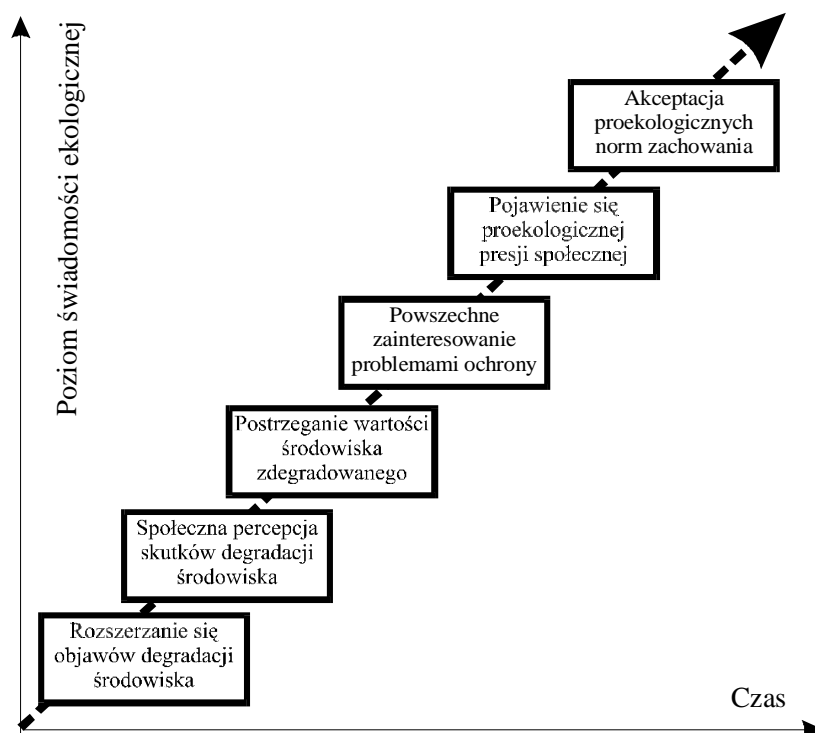 Poziom świadomości ekologicznej
Akceptacja
proekologicznych
norm zachowania
Pojawienie się
proekologicznej
presji społecznej
Powszechne
zainteresowanie
problemami ochrony
Postrzeganie wartości
środowiska
zdegradowanego
Społeczna percepcja
skutków degradacji
środowiska
Rozszerzanie się
objawów degradacji
środowiska
Czas